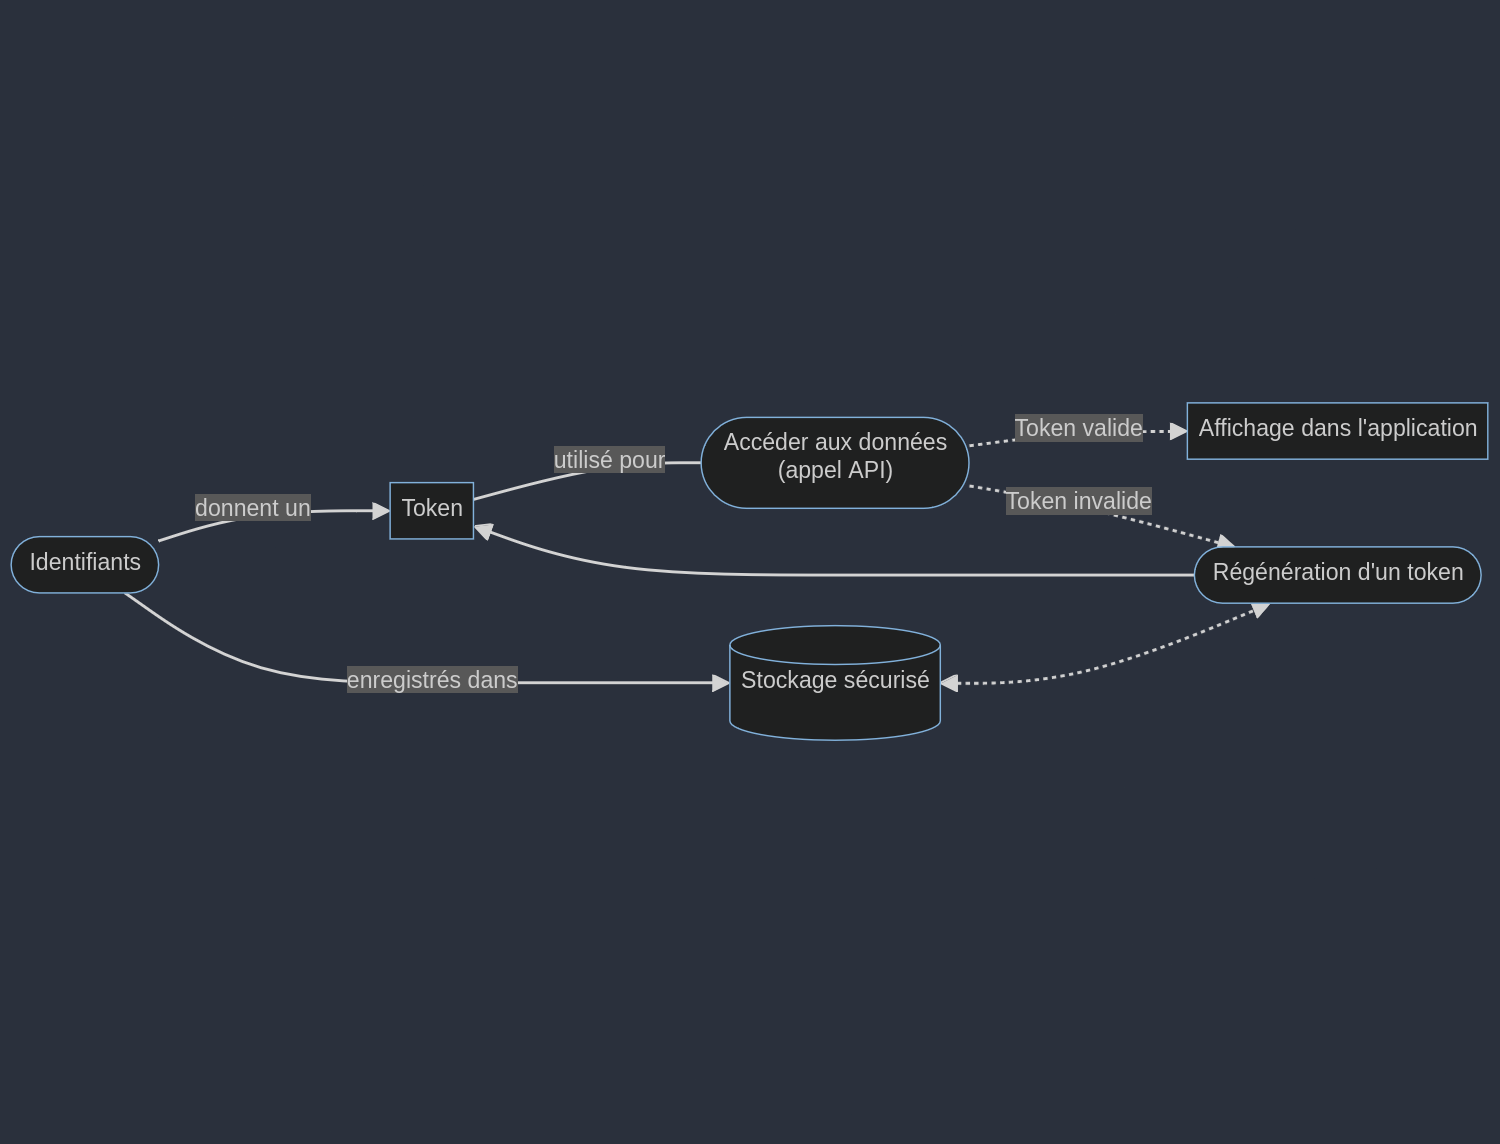 Identifiants
donnent un
Token
utilisé pour
Accéder aux données
(appel API)
Token valide
Affichage dans l'application
Token invalide
Régénération d'un token
enregistrés dans
Stockage sécurisé